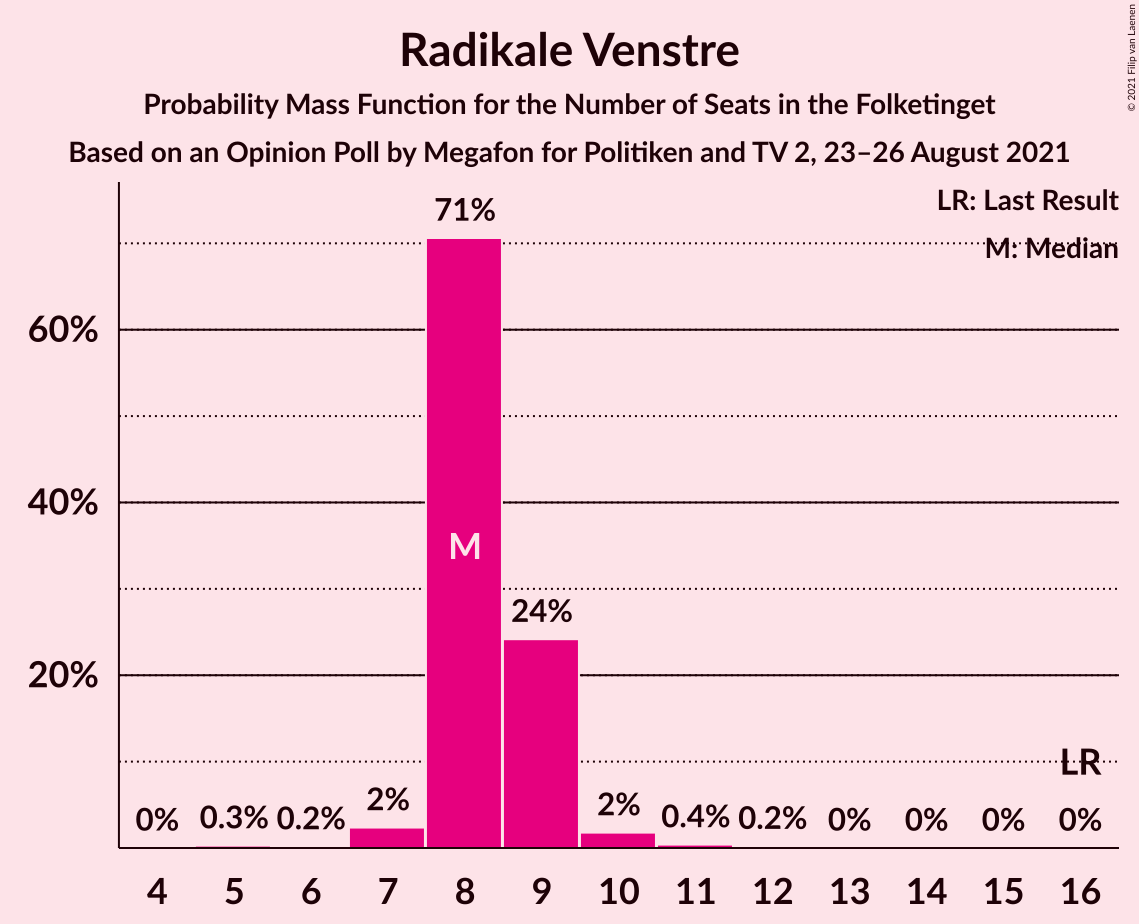 Radikale Venstre
Probability Mass Function for the Number of Seats in the Folketinget
Based on an Opinion Poll by Megafon for Politiken and TV 2, 23–26 August 2021
© 2021 Filip van Laenen
LR: Last Result
M: Median
71%
60%
40%
M
24%
20%
LR
0% 0.3% 0.2% 2% 2% 0.4% 0.2% 0% 0% 0% 0%
4 5 6 7 8 9 10 11 12 13 14 15 16